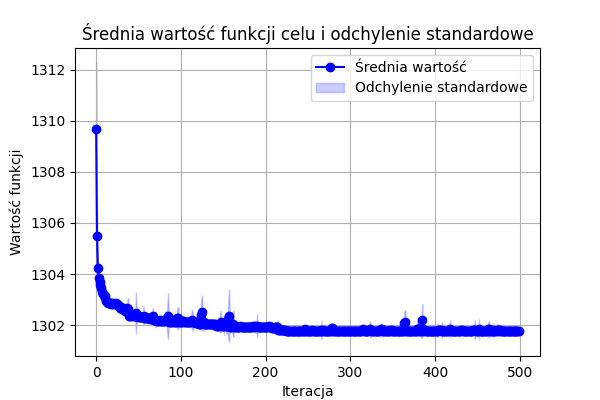 Średnia wartość funkcji celu i odchylenie standardowe
Średnia wartość
Odchylenie standardowe
Wartość funkcji
1312
1310
1308
1306
1304
1302
0 100 200 300 400 500
Iteracja